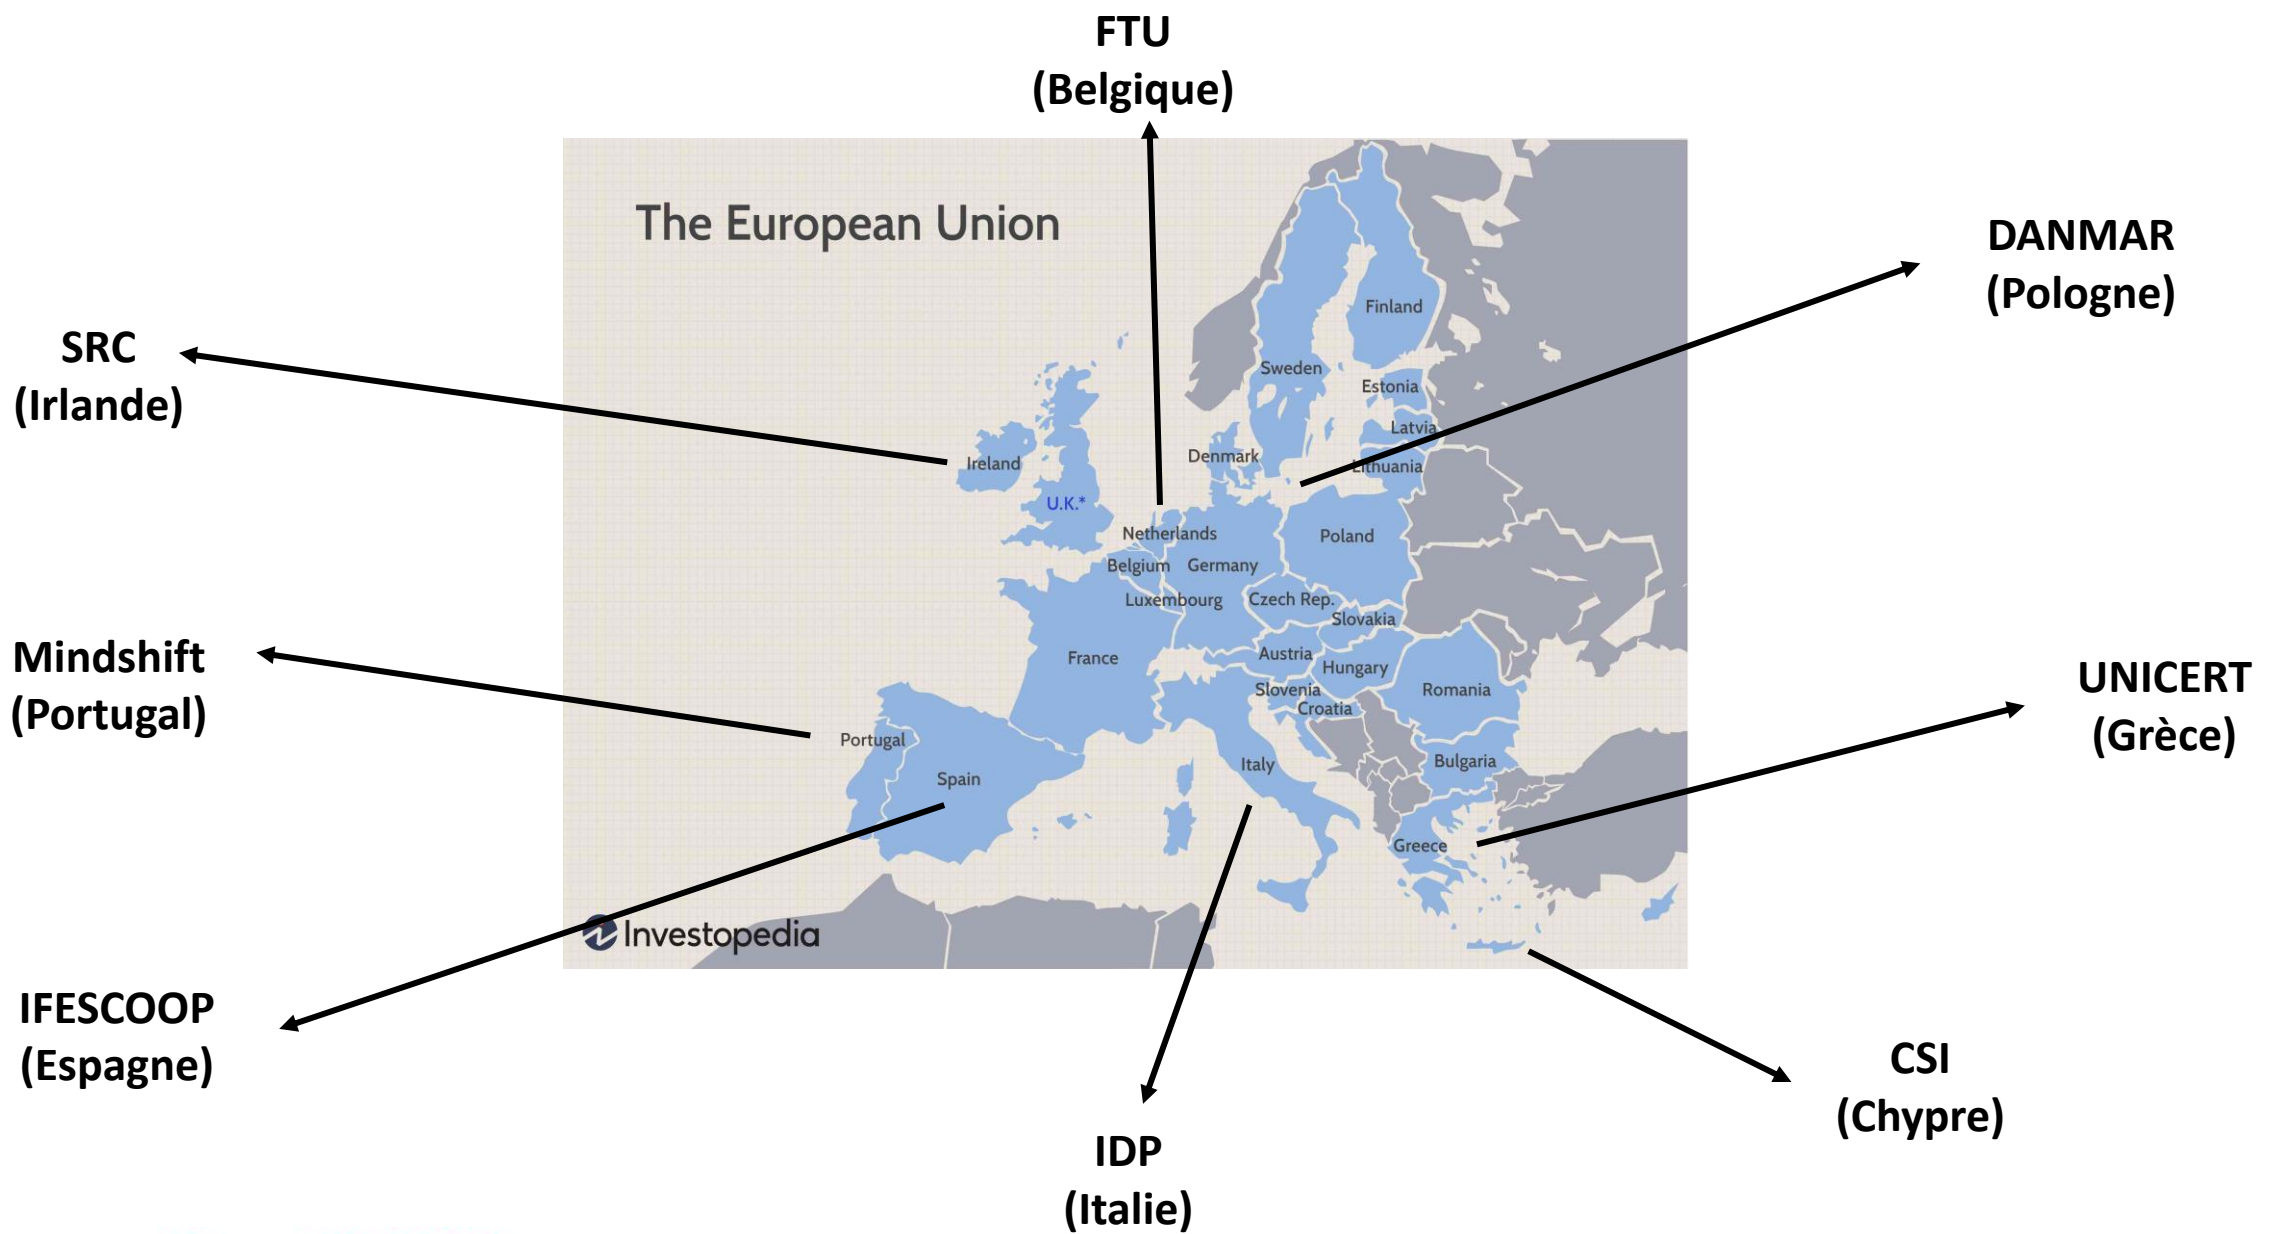 FTU
(Belgique)
The European Union
DANMAR
(Pologne)
Finland
SRC
(Irlande)
Sweden
Estonia
Latvia
Denmark
Lithuania
Ireland
U.K.*
Netherlands
Poland
Belgium
Germany
Luxembourg
Czech Rep.
Slovakia
Mindshift
(Portugal)
France
Austria
Hungary
UNICERT
(Grèce)
Slovenia
Romania
Croatia
Portugal
Italy
Bulgaria
Spain
Greece
Investopedia
IFESCOOP
(Espagne)
CSI
(Chypre)
IDP
(Italie)